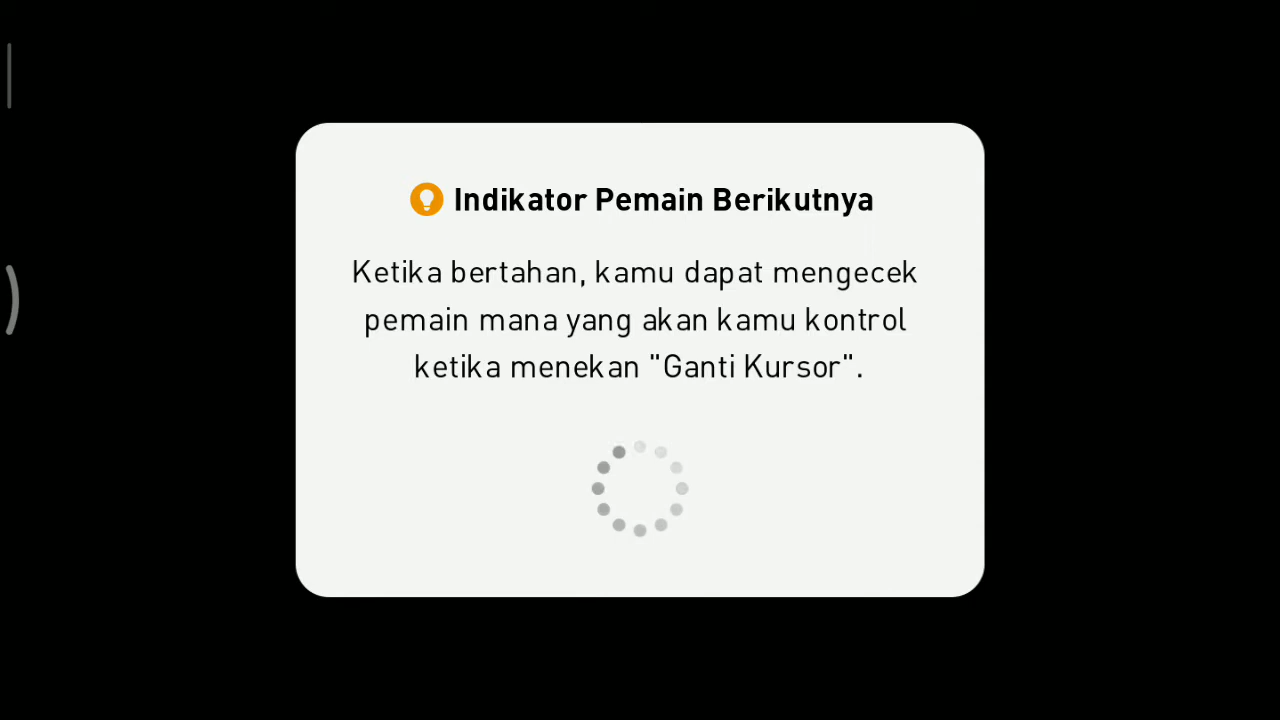 Indikator Pemain Berikutnya
Ketika bertahan, kamu dapat mengecek
pemain mana yang akan kamu kontrol
ketika menekan "Ganti Kursor".